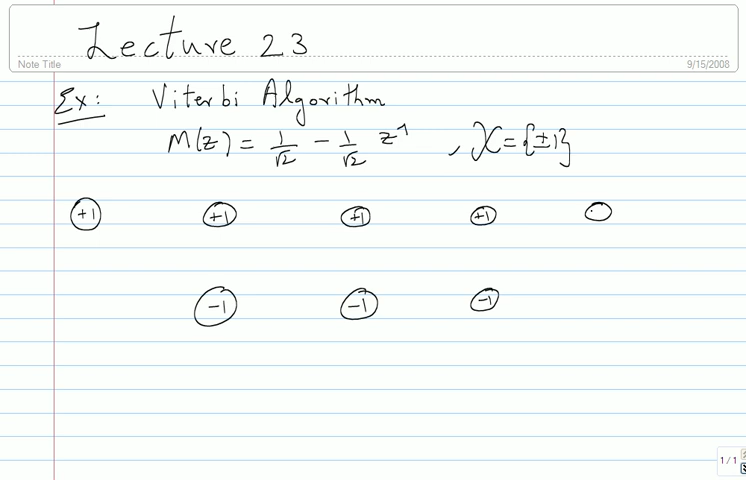 Lecture 23
Note Title
9/15/2008
Ex: Viterbi Algorithm
M(z) = 1/√2 - 1/√2 z⁻¹ , X = {±1}
+1 +1 +1 +1
-1 -1 -1
1 / 1